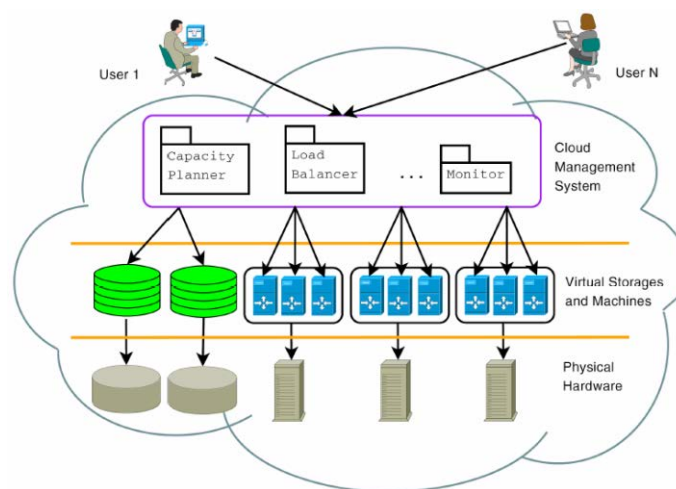 User 1
User N
Capacity
Planner
Load
Balancer
...
Monitor
Cloud
Management
System
Virtual Storages
and Machines
Physical
Hardware